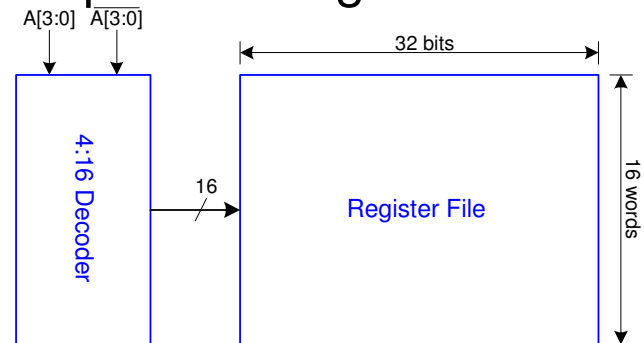 A[3:0] A̅[̅3̅:̅0̅]̅
32 bits
4:16 Decoder
16
Register File
16 words